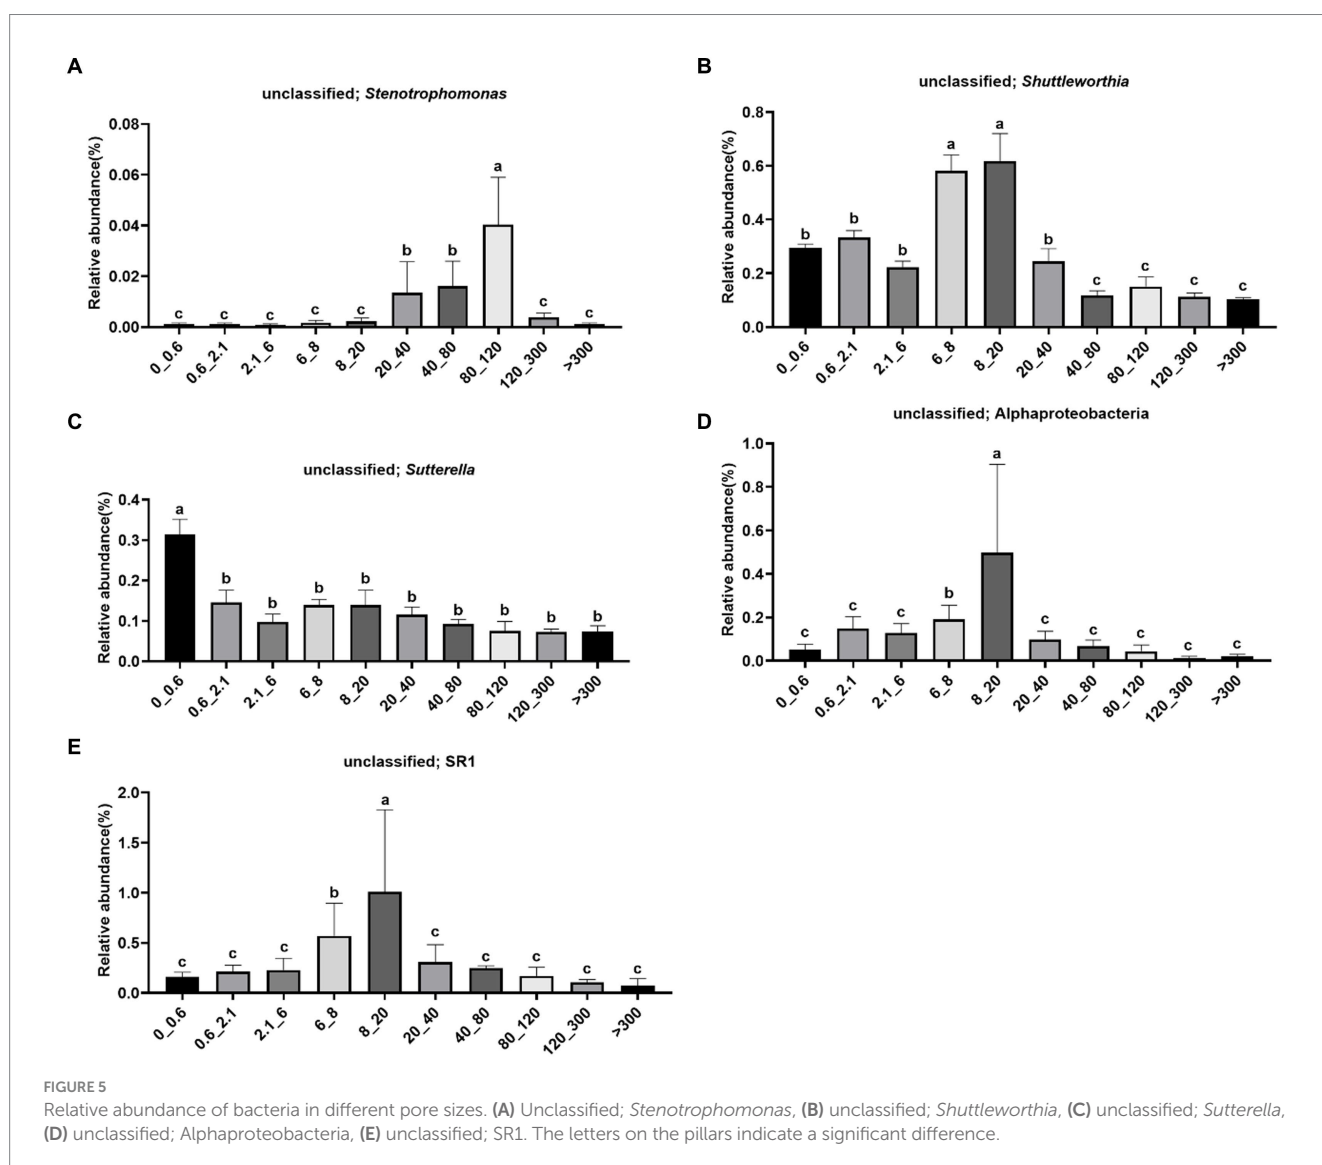 A
unclassified; Stenotrophomonas
Relative abundance(%)
0.08
0.06
0.04
0.02
0.00
c c c c c b b a c c
0_0.6 0.6_2.1 2.1_6 6_8 8_20 20_40 40_80 80_120 120_300 >300
B
unclassified; Shuttleworthia
Relative abundance(%)
0.8
0.6
0.4
0.2
0.0
b b b a a b c c c c
0_0.6 0.6_2.1 2.1_6 6_8 8_20 20_40 40_80 80_120 120_300 >300
C
unclassified; Sutterella
Relative abundance(%)
0.4
0.3
0.2
0.1
0.0
a b b b b b b b b b
0_0.6 0.6_2.1 2.1_6 6_8 8_20 20_40 40_80 80_120 120_300 >300
D
unclassified; Alphaproteobacteria
Relative abundance(%)
1.0
0.8
0.6
0.4
0.2
0.0
c c c b a c c c c c
0_0.6 0.6_2.1 2.1_6 6_8 8_20 20_40 40_80 80_120 120_300 >300
E
unclassified; SR1
Relative abundance(%)
2.0
1.5
1.0
0.5
0.0
c c c b a c c c c c
0_0.6 0.6_2.1 2.1_6 6_8 8_20 20_40 40_80 80_120 120_300 >300
FIGURE 5
Relative abundance of bacteria in different pore sizes. (A) Unclassified; Stenotrophomonas, (B) unclassified; Shuttleworthia, (C) unclassified; Sutterella,
(D) unclassified; Alphaproteobacteria, (E) unclassified; SR1. The letters on the pillars indicate a significant difference.